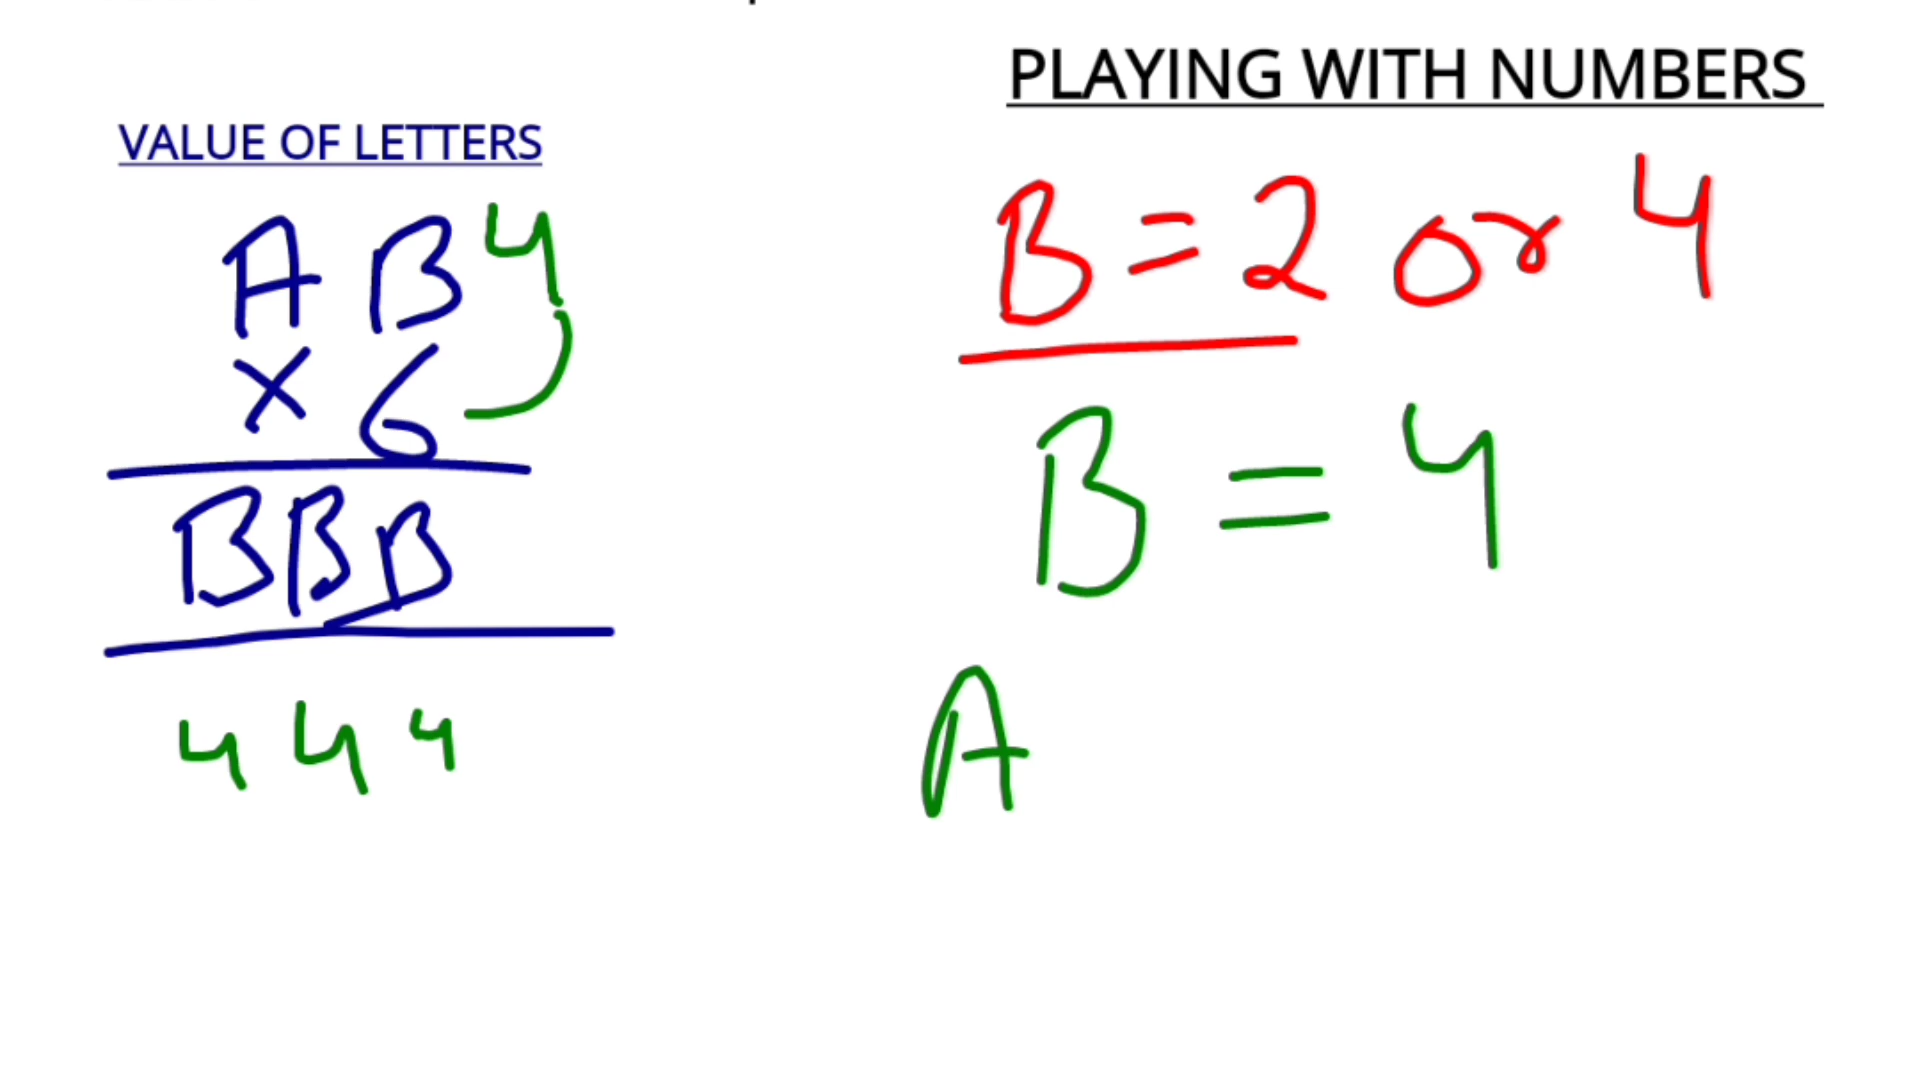 PLAYING WITH NUMBERS
VALUE OF LETTERS
A B 4
× 6
B B B
4 4 4
B = 2 or 4
B = 4
A